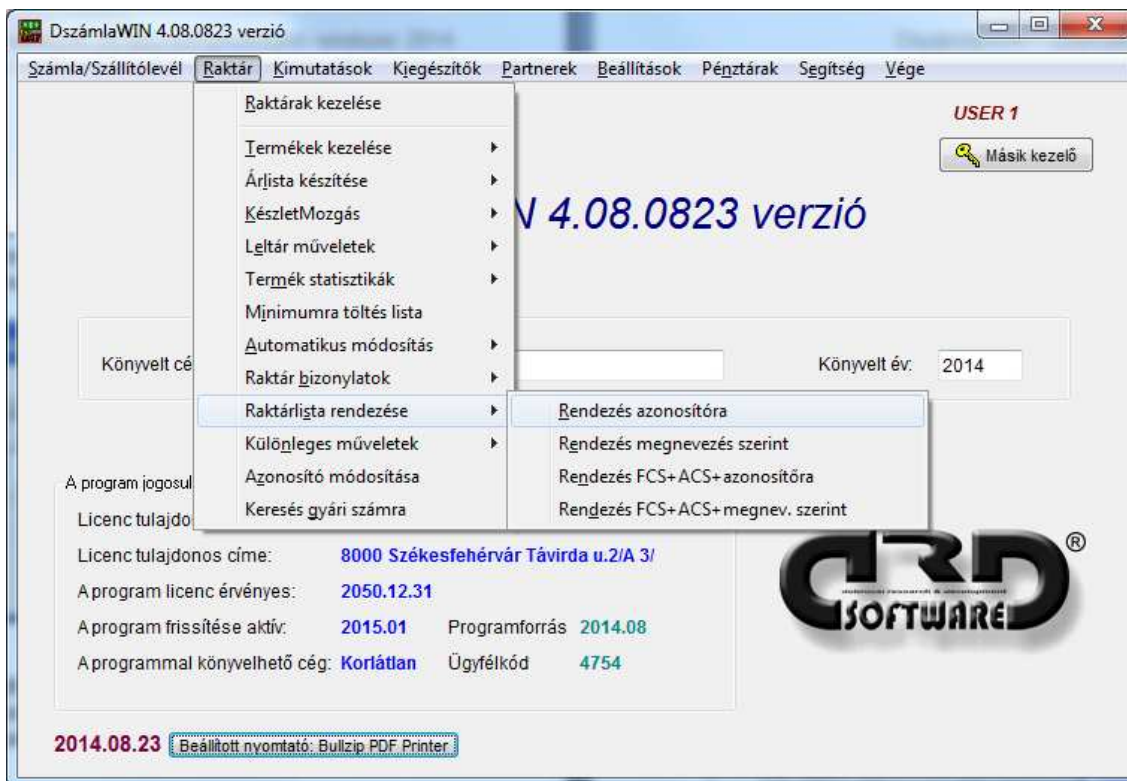 DszámlaWIN 4.08.0823 verzió
Számla/Szállítólevél Raktár Kimutatások Kiegészítők Partnerek Beállítások Pénztárak Segítség Vége
Raktárak kezelése
USER 1
Termékek kezelése
Másik kezelő
Árlista készítése
KészletMozgás
N 4.08.0823 verzió
Leltár műveletek
Termék statisztikák
Minimumra töltés lista
Automatikus módosítás
Könyvelt cé
Könyvelt év: 2014
Raktár bizonylatok
Raktárlista rendezése
Rendezés azonosítóra
Különleges műveletek
Rendezés megnevezés szerint
Azonosító módosítása
Rendezés FCS+ACS+azonosítőra
A program jogosul
Keresés gyári számra
Rendezés FCS+ACS+megnev. szerint
Licenc tulajdo
Licenc tulajdonos címe: 8000 Székesfehérvár Távirda u.2/A 3/
A program licenc érvényes: 2050.12.31
A program frissítése aktív: 2015.01 Programforrás 2014.08
A programmal könyvelhető cég: Korlátlan Ügyfélkód 4754
DRD ®
SOFTWARE
2014.08.23 Beállított nyomtató: Bullzip PDF Printer